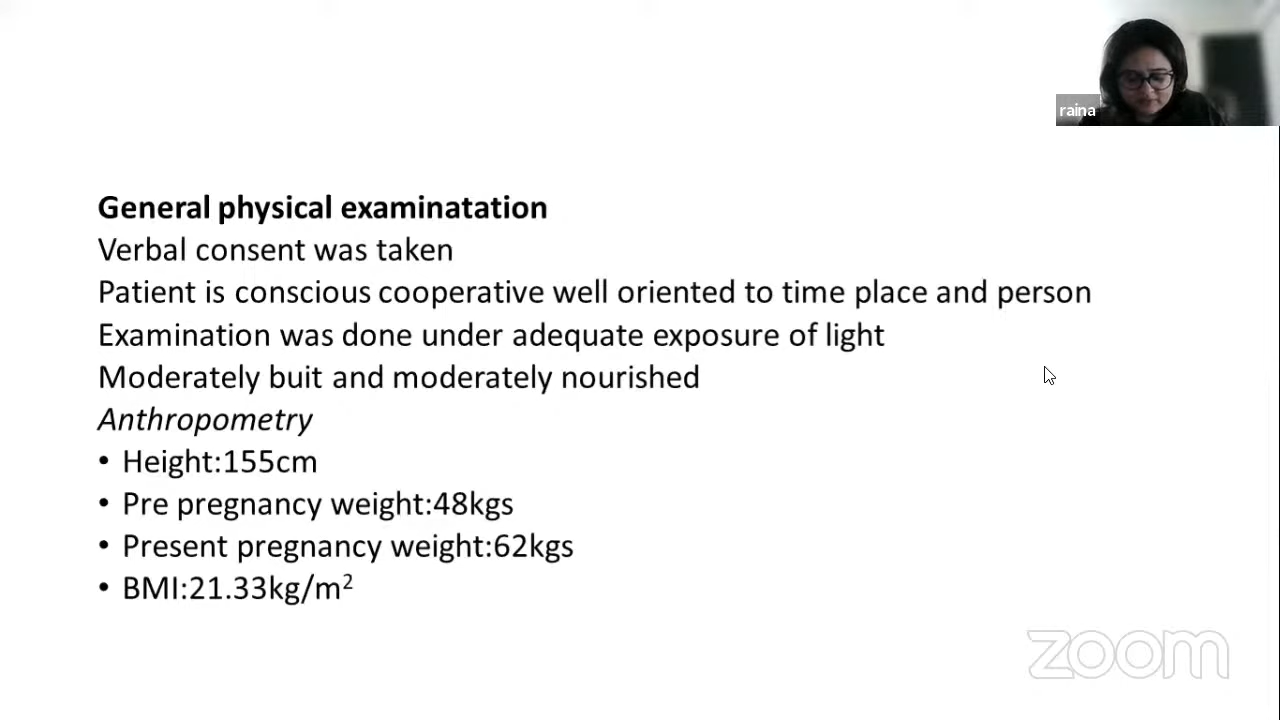 raina
General physical examinatation
Verbal consent was taken
Patient is conscious cooperative well oriented to time place and person
Examination was done under adequate exposure of light
Moderately buit and moderately nourished
Anthropometry
• Height:155cm
• Pre pregnancy weight:48kgs
• Present pregnancy weight:62kgs
• BMI:21.33kg/m²
zoom